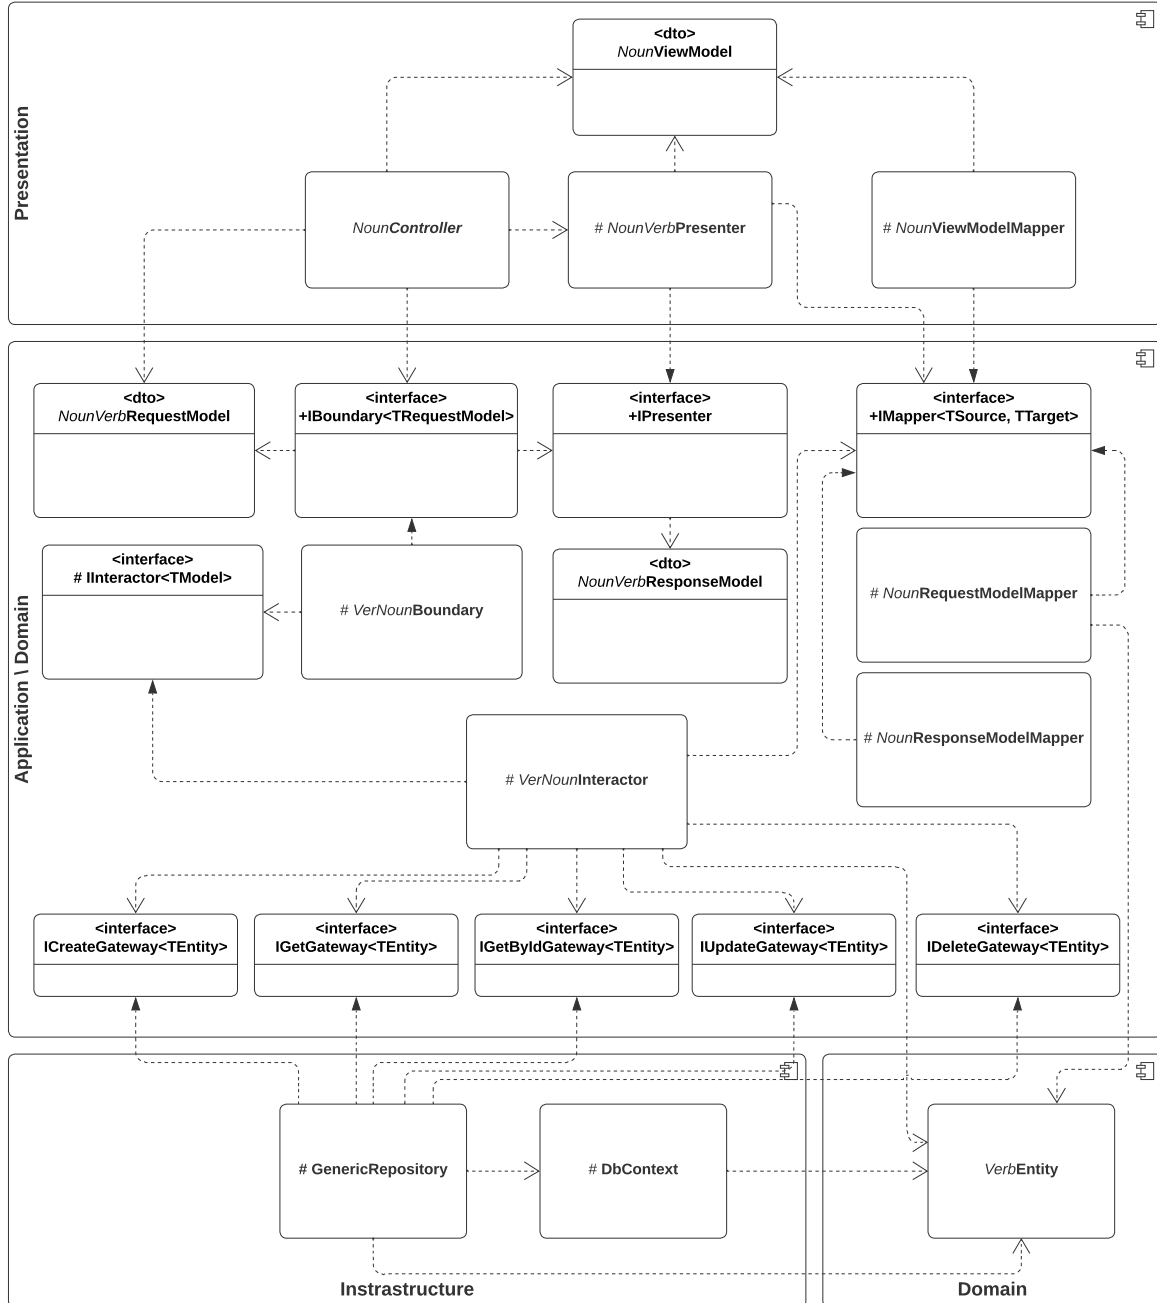 <dto>
NounViewModel
Presentation
NounController
# NounVerbPresenter
# NounViewModelMapper
<dto>
NounVerbRequestModel
<interface>
+IBoundary<TRequestModel>
<interface>
+IPresenter
<interface>
+IMapper<TSource, TTarget>
<interface>
# IInteractor<TModel>
# VerNounBoundary
<dto>
NounVerbResponseModel
# NounRequestModelMapper
Application \ Domain
# NounResponseModelMapper
# VerNounInteractor
<interface>
ICreateGateway<TEntity>
<interface>
IGetGateway<TEntity>
<interface>
IGetByIdGateway<TEntity>
<interface>
IUpdateGateway<TEntity>
<interface>
IDeleteGateway<TEntity>
# GenericRepository
# DbContext
VerbEntity
Instrastructure
Domain